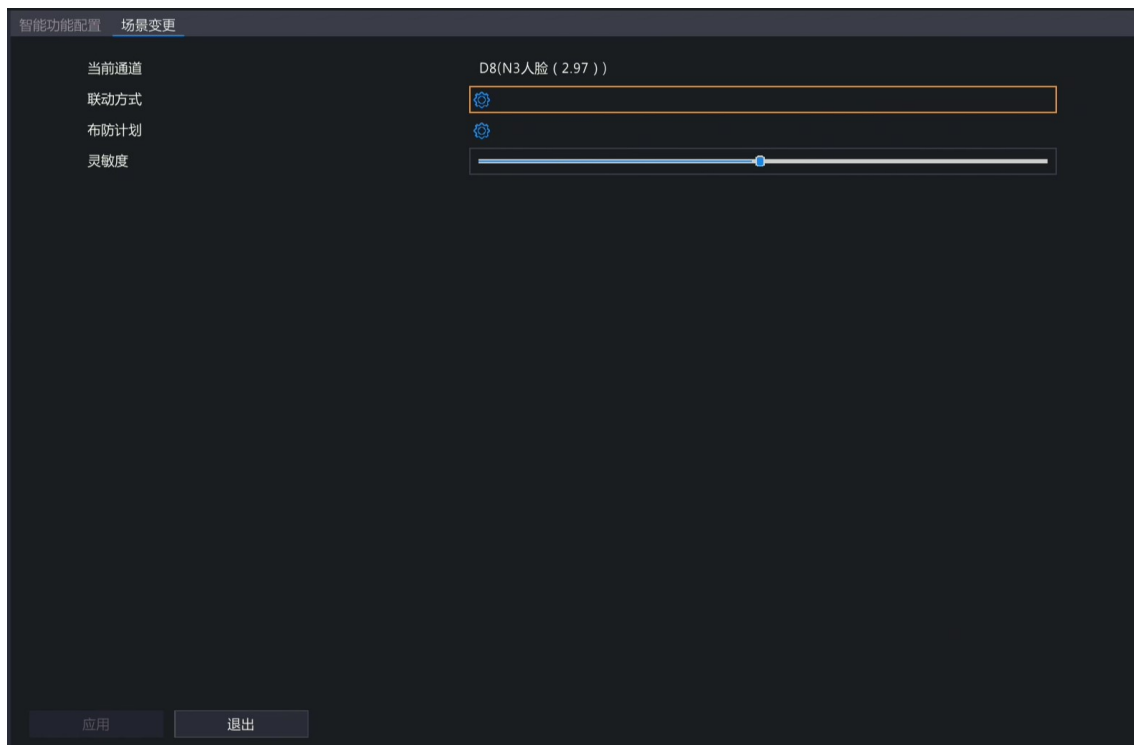 智能功能配置 场景变更
当前通道 D8(N3人脸（2.97）)
联动方式
布防计划
灵敏度
应用 退出